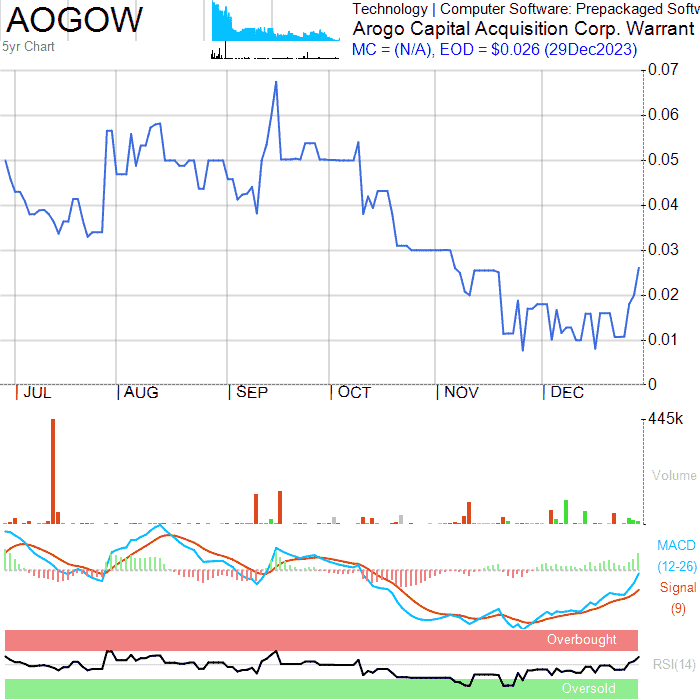 AOGOW
5yr Chart
Technology | Computer Software: Prepackaged Softw
Arogo Capital Acquisition Corp. Warrant
MC = (N/A), EOD = $0.026 (29Dec2023)
0.07
0.06
0.05
0.04
0.03
0.02
0.01
0
JUL AUG SEP OCT NOV DEC
445k
Volume
MACD
(12-26)
Signal
(9)
Overbought
RSI(14)
Oversold